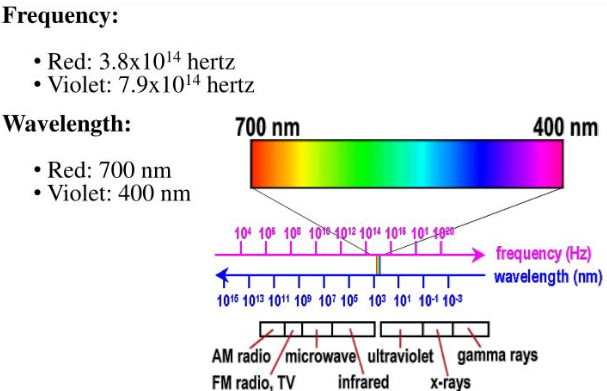 Frequency:
• Red: 3.8x10¹⁴ hertz
• Violet: 7.9x10¹⁴ hertz
Wavelength:
• Red: 700 nm
• Violet: 400 nm
700 nm 400 nm
10⁴ 10⁶ 10⁸ 10¹⁰ 10¹² 10¹⁴ 10¹⁶ 10¹ 10²⁰
frequency (Hz)
wavelength (nm)
10¹⁵ 10¹³ 10¹¹ 10⁹ 10⁷ 10⁵ 10³ 10¹ 10⁻¹ 10⁻³
AM radio microwave ultraviolet gamma rays
FM radio, TV infrared x-rays